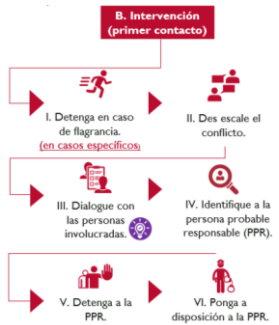 B. Intervención
(primer contacto)
I. Detenga en caso
de flagrancia.
(en casos específicos)
II. Des escale el
conflicto.
III. Dialogue con
las personas
involucradas.
IV. Identifique a la
persona probable
responsable (PPR).
V. Detenga a la
PPR.
VI. Ponga a
disposición a la PPR.